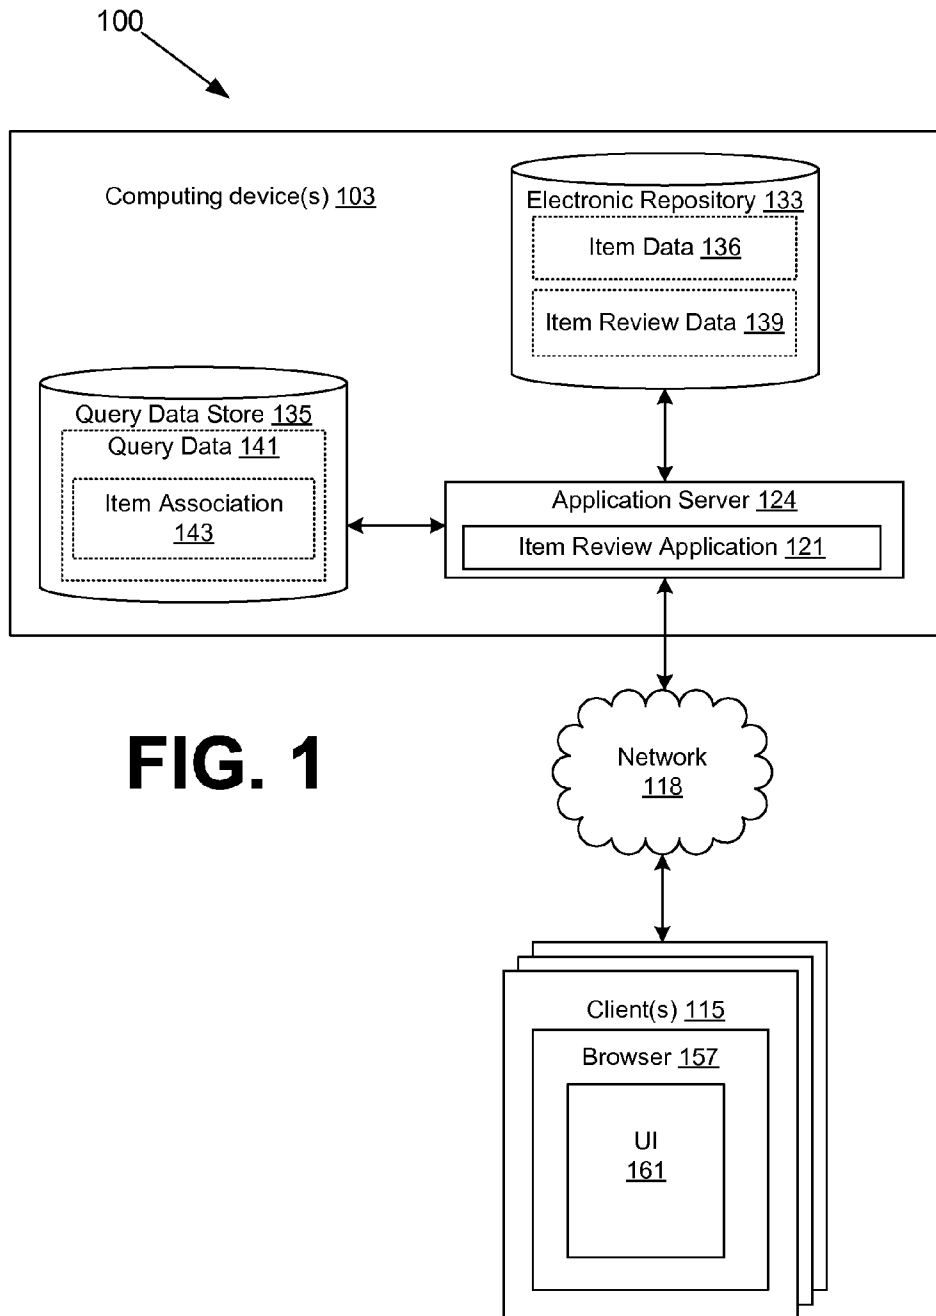 100
Computing device(s) 103
Electronic Repository 133
Item Data 136
Item Review Data 139
Query Data Store 135
Query Data 141
Item Association
143
Application Server 124
Item Review Application 121
FIG. 1
Network
118
Client(s) 115
Browser 157
UI
161